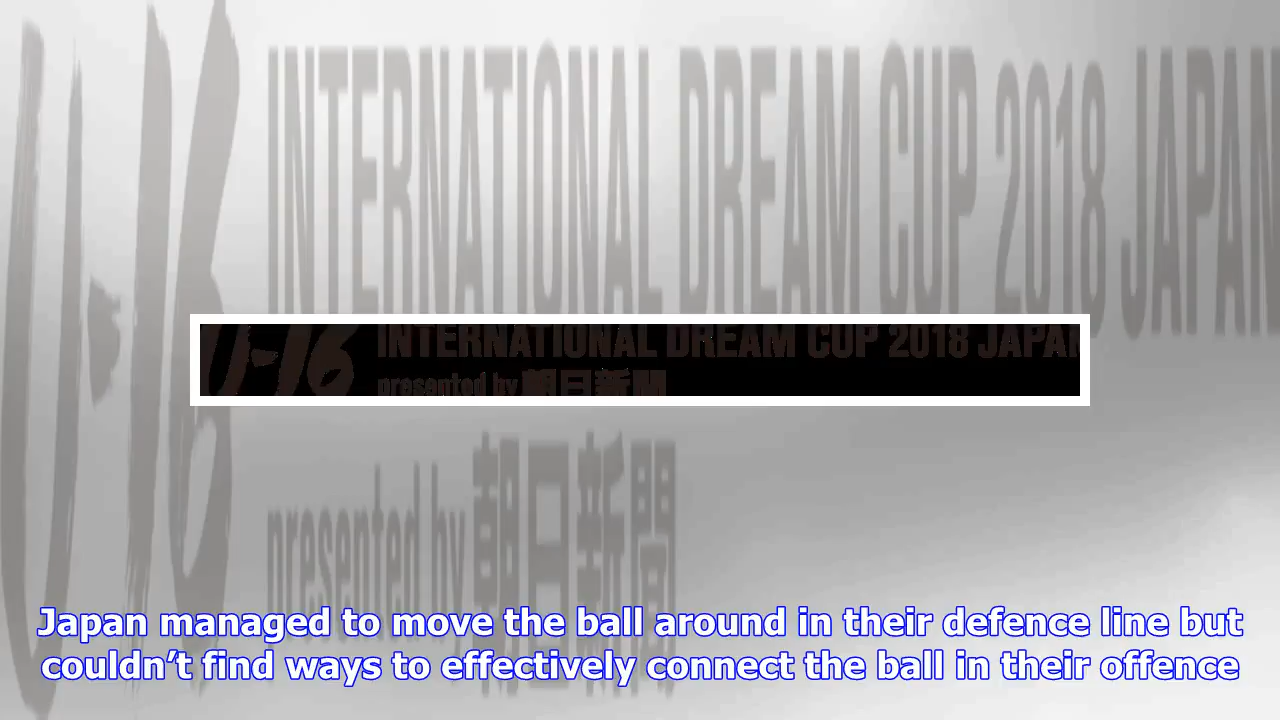 U-16 INTERNATIONAL DREAM CUP 2018 JAPAN
U-16 INTERNATIONAL DREAM CUP 2018 JAPAN
presented by 朝日新聞
presented by 朝日新聞
Japan managed to move the ball around in their defence line but
couldn’t find ways to effectively connect the ball in their offence